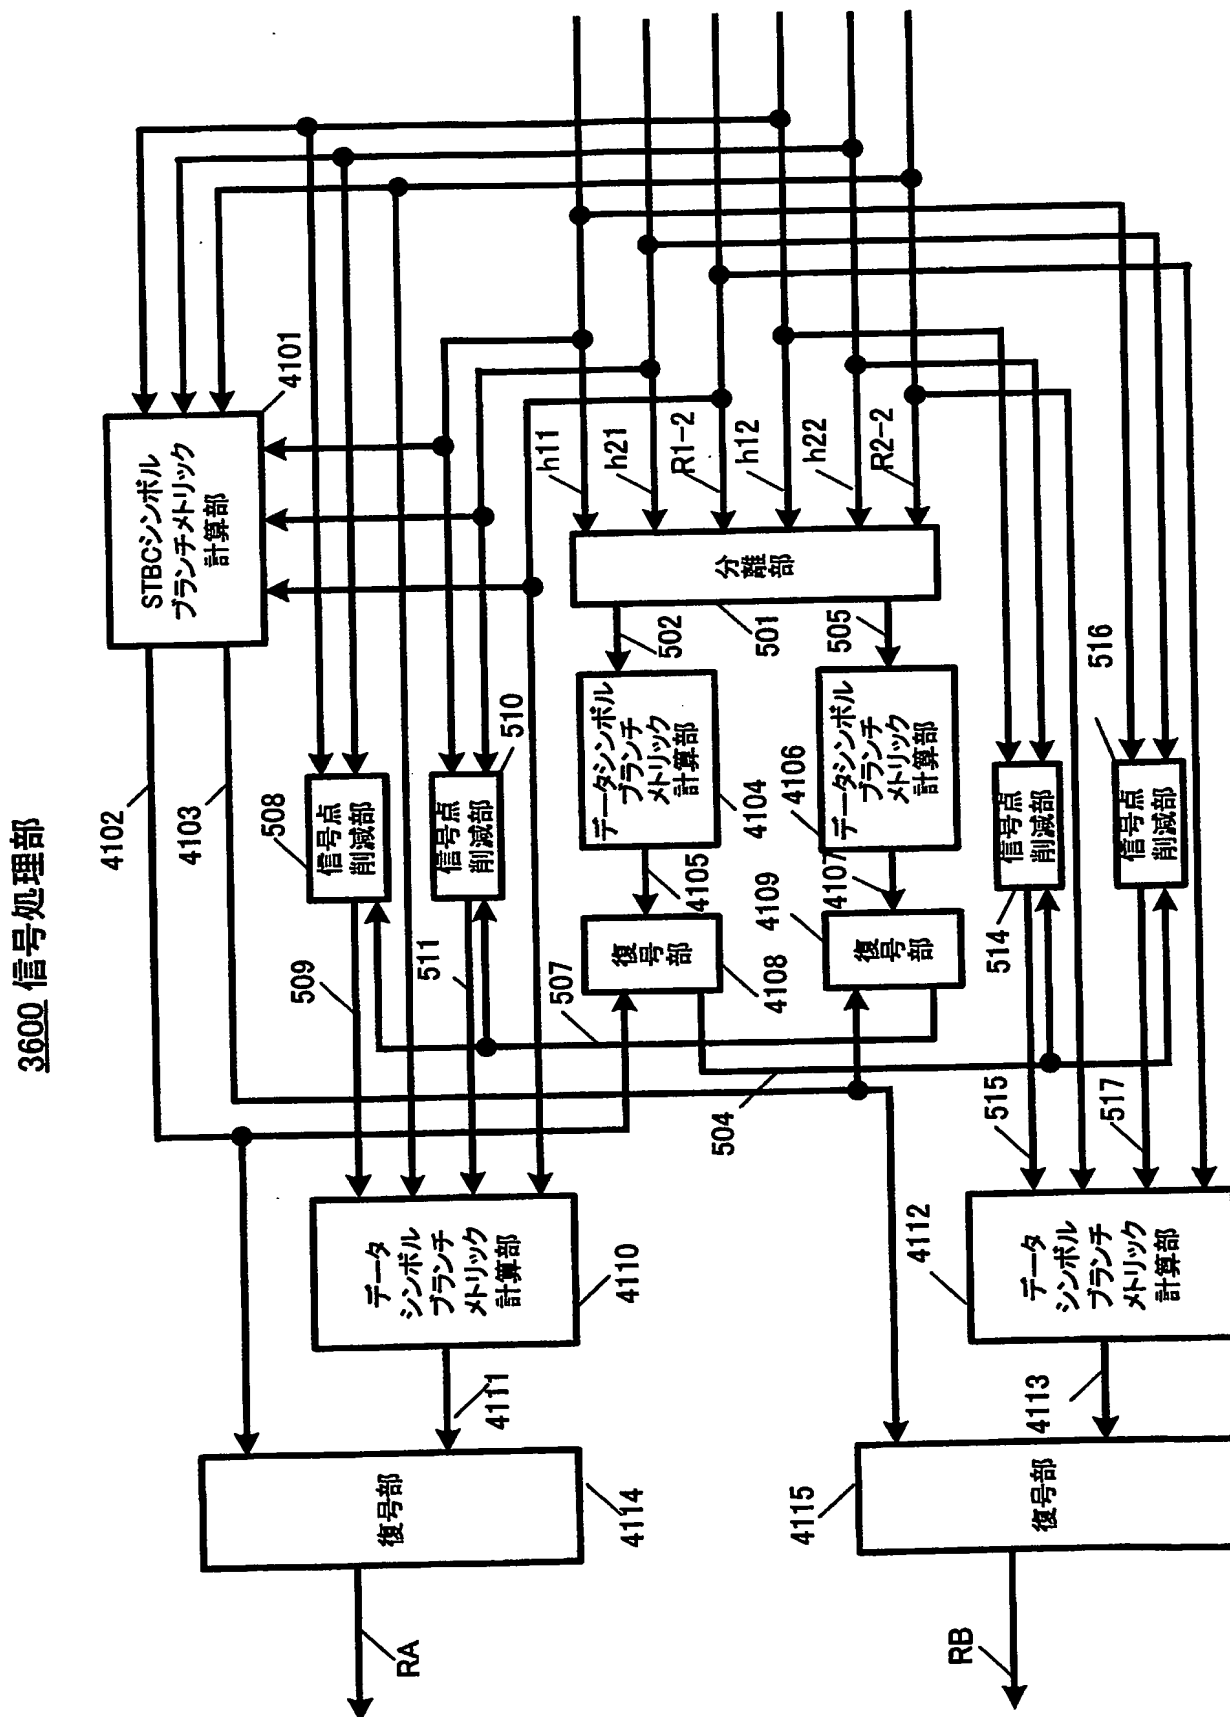 3600 信号処理部
h11
h21
R1-2
h12
h22
R2-2
4101
STBCシンボル
ブランチメトリック
計算部
4102
4103
508
信号点
削減部
509
510
信号点
削減部
511
分離部
501
502
505
データシンボル
ブランチ
メトリック
計算部
4104
4105
データシンボル
ブランチ
メトリック
計算部
4106
4107
復号部
4108
復号部
4109
507
504
信号点
削減部
514
515
516
信号点
削減部
517
データ
シンボル
ブランチ
メトリック
計算部
4110
4111
データ
シンボル
ブランチ
メトリック
計算部
4112
4113
復号部
4114
RA
復号部
4115
RB